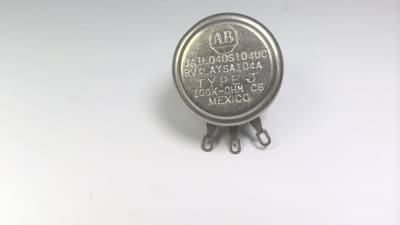 AB
JA1L040S104UC
RV4LAYSA104A
TYPE J
100K-OHM C6
MEXICO